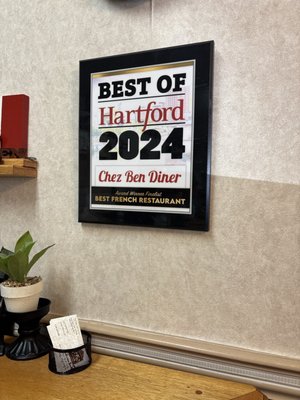 BEST OF
Hartford
2024
Chez Ben Diner
Award Winner Finalist
BEST FRENCH RESTAURANT